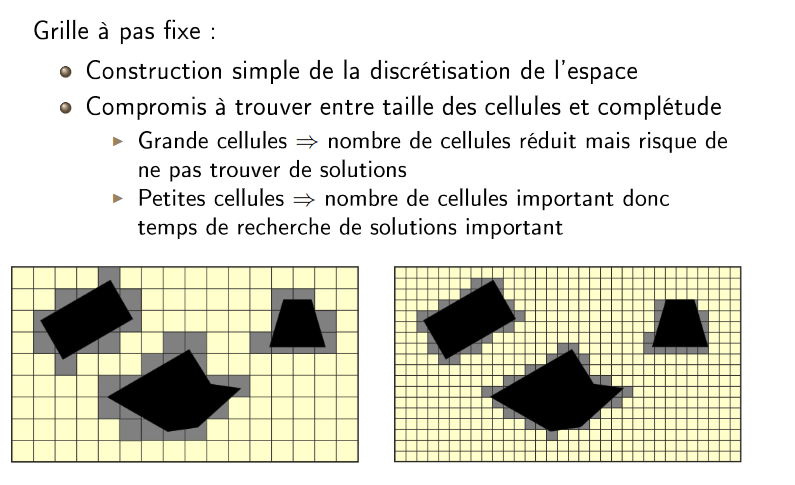 Grille à pas fixe :
Construction simple de la discrétisation de l'espace
Compromis à trouver entre taille des cellules et complétude
Grande cellules ⇒ nombre de cellules réduit mais risque de
ne pas trouver de solutions
Petites cellules ⇒ nombre de cellules important donc
temps de recherche de solutions important